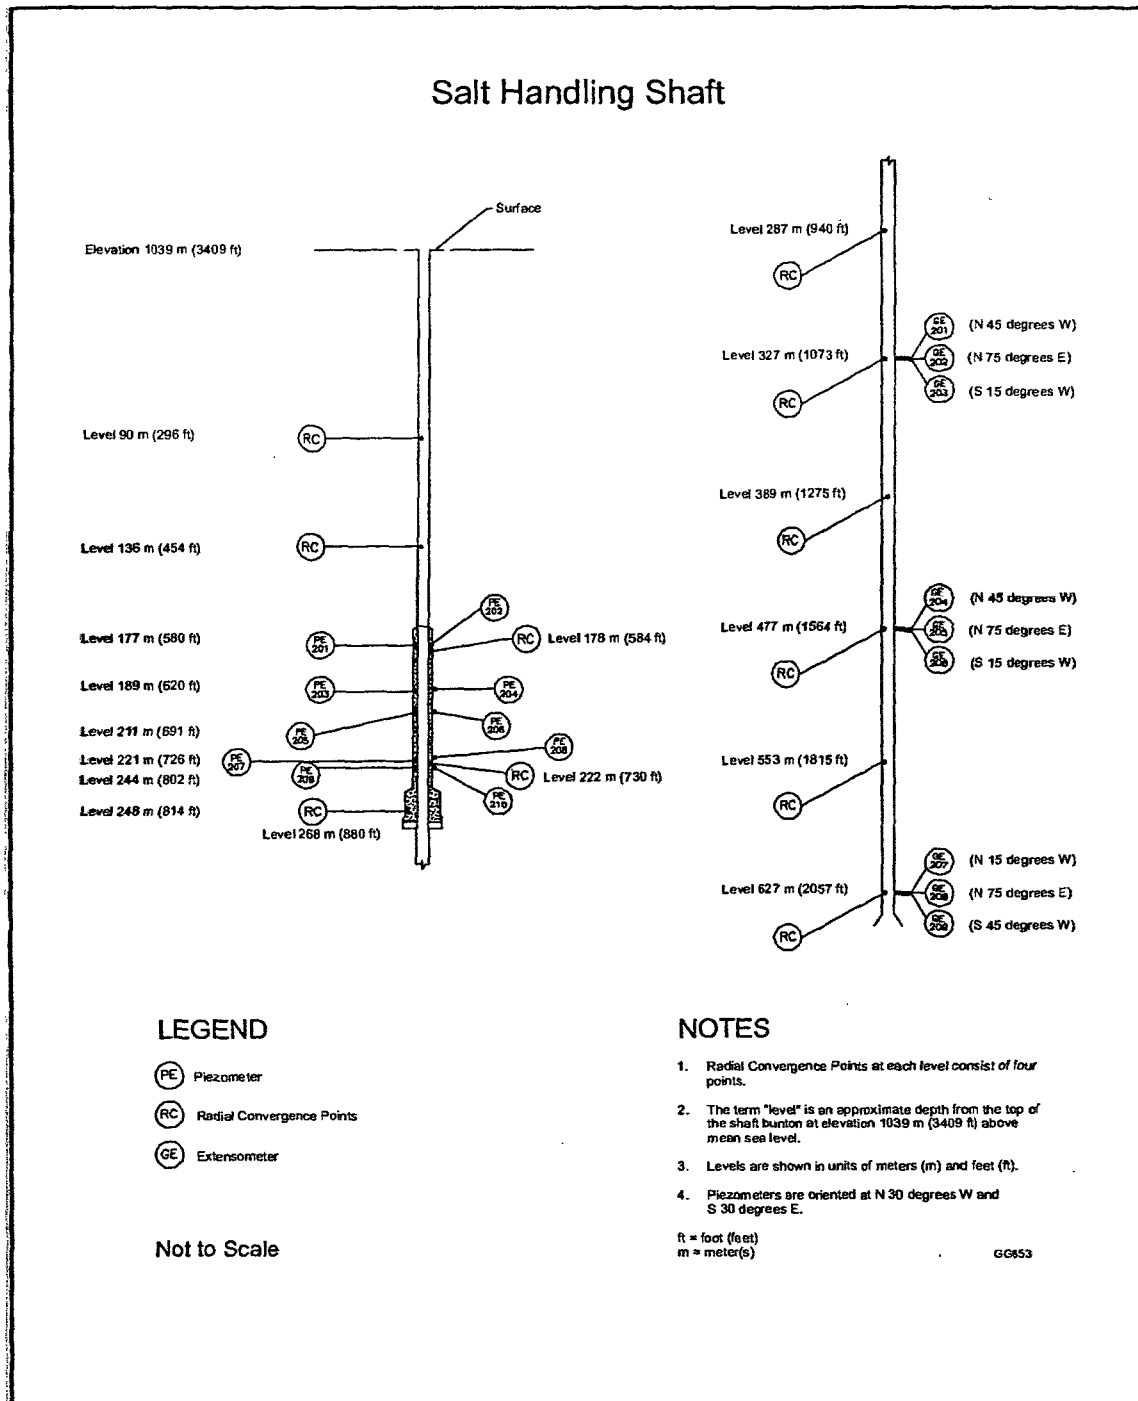 Salt Handling Shaft
Surface
Elevation 1039 m (3409 ft)
Level 90 m (296 ft)
RC
Level 136 m (454 ft)
RC
PE
Level 177 m (580 ft)
PE 201
RC
Level 178 m (584 ft)
Level 189 m (620 ft)
PE 203
PE 204
Level 211 m (691 ft)
PE 205
PE 206
Level 221 m (726 ft)
PE 207
PE 208
Level 244 m (802 ft)
PE 209
RC
Level 222 m (730 ft)
PE 210
Level 248 m (814 ft)
RC
Level 268 m (880 ft)
Level 287 m (940 ft)
RC
GE 201
(N 45 degrees W)
Level 327 m (1073 ft)
GE 202
(N 75 degrees E)
RC
GE 203
(S 15 degrees W)
Level 389 m (1275 ft)
RC
GE 204
(N 45 degrees W)
Level 477 m (1564 ft)
GE 205
(N 75 degrees E)
RC
GE 206
(S 15 degrees W)
Level 553 m (1815 ft)
RC
GE 207
(N 15 degrees W)
Level 627 m (2057 ft)
GE 208
(N 75 degrees E)
RC
GE 209
(S 45 degrees W)
LEGEND
PE Piezometer
RC Radial Convergence Points
GE Extensometer
Not to Scale
NOTES
1. Radial Convergence Points at each level consist of four
points.
2. The term "level" is an approximate depth from the top of
the shaft bunton at elevation 1039 m (3409 ft) above
mean sea level.
3. Levels are shown in units of meters (m) and feet (ft).
4. Piezometers are oriented at N 30 degrees W and
S 30 degrees E.
ft = foot (feet)
m = meter(s)
GG853